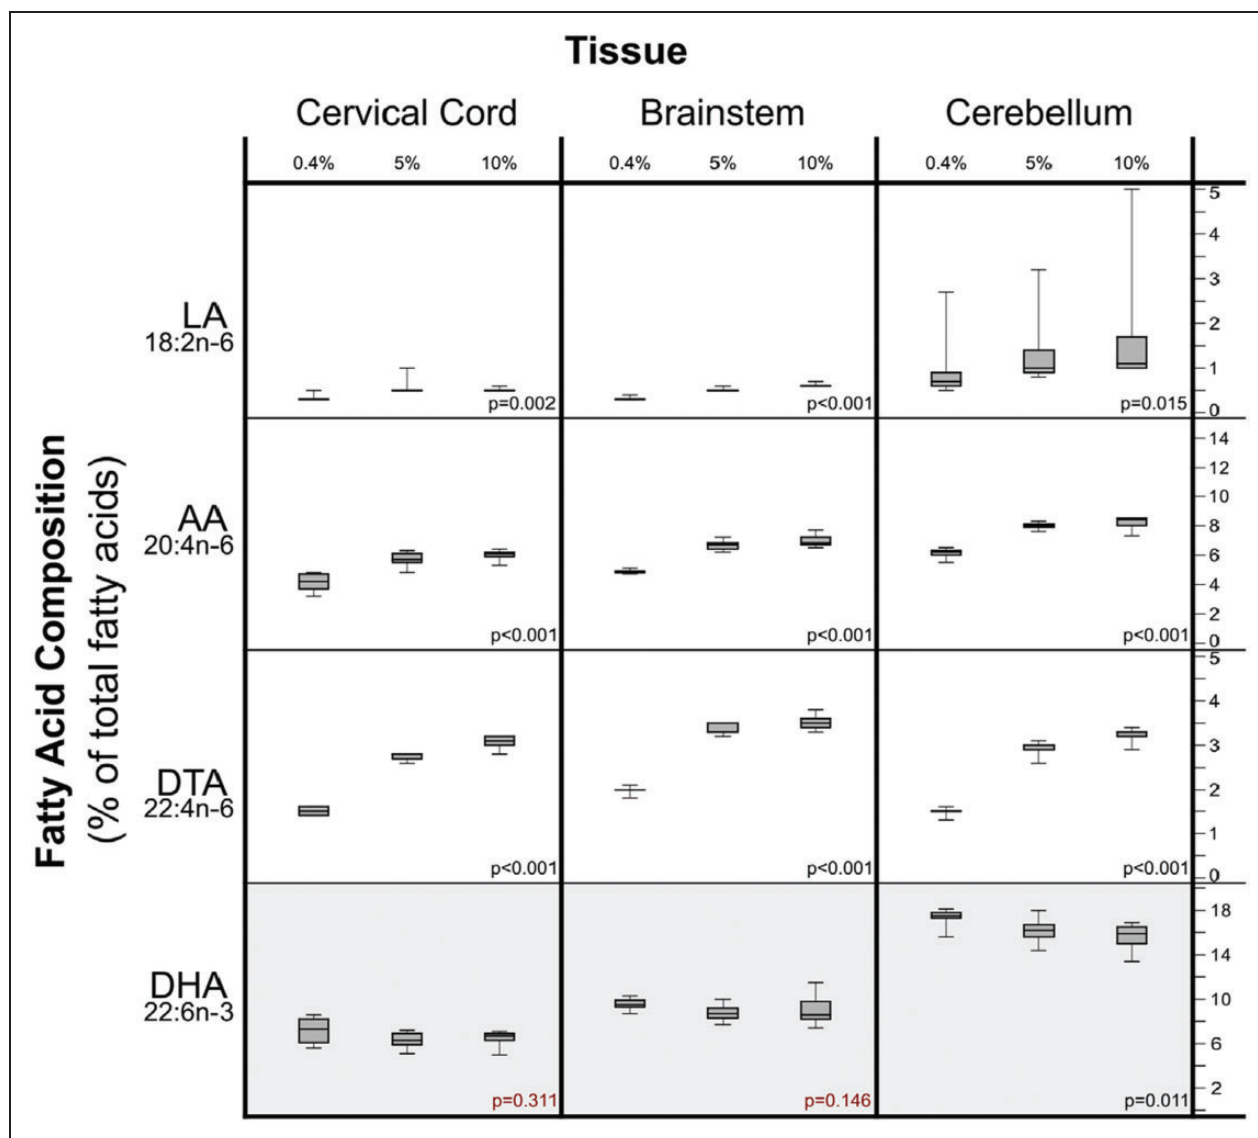 Tissue
Cervical Cord Brainstem Cerebellum
0.4% 5% 10% 0.4% 5% 10% 0.4% 5% 10%
Fatty Acid Composition
(% of total fatty acids)
LA
18:2n-6
p=0.002 p<0.001 p=0.015
5
4
3
2
1
0
AA
20:4n-6
p<0.001 p<0.001 p<0.001
14
12
10
8
6
4
2
0
DTA
22:4n-6
p<0.001 p<0.001 p<0.001
5
3
2
1
0
DHA
22:6n-3
p=0.311 p=0.146 p=0.011
18
14
10
6
2